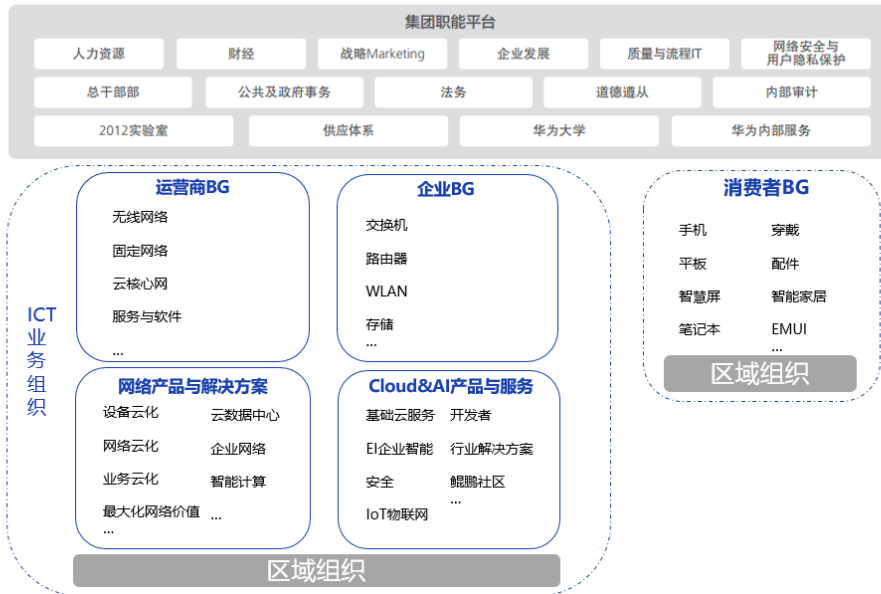 集团职能平台
人力资源
财经
战略Marketing
企业发展
质量与流程IT
网络安全与
用户隐私保护
总干部部
公共及政府事务
法务
道德遵从
内部审计
2012实验室
供应体系
华为大学
华为内部服务
ICT
业
务
组
织
运营商BG
无线网络
固定网络
云核心网
服务与软件
...
企业BG
交换机
路由器
WLAN
存储
...
网络产品与解决方案
设备云化
云数据中心
网络云化
企业网络
业务云化
智能计算
最大化网络价值
...
...
Cloud&AI产品与服务
基础云服务
开发者
EI企业智能
行业解决方案
安全
鲲鹏社区
...
IoT物联网
区域组织
消费者BG
手机
穿戴
平板
配件
智慧屏
智能家居
笔记本
EMUI
...
区域组织